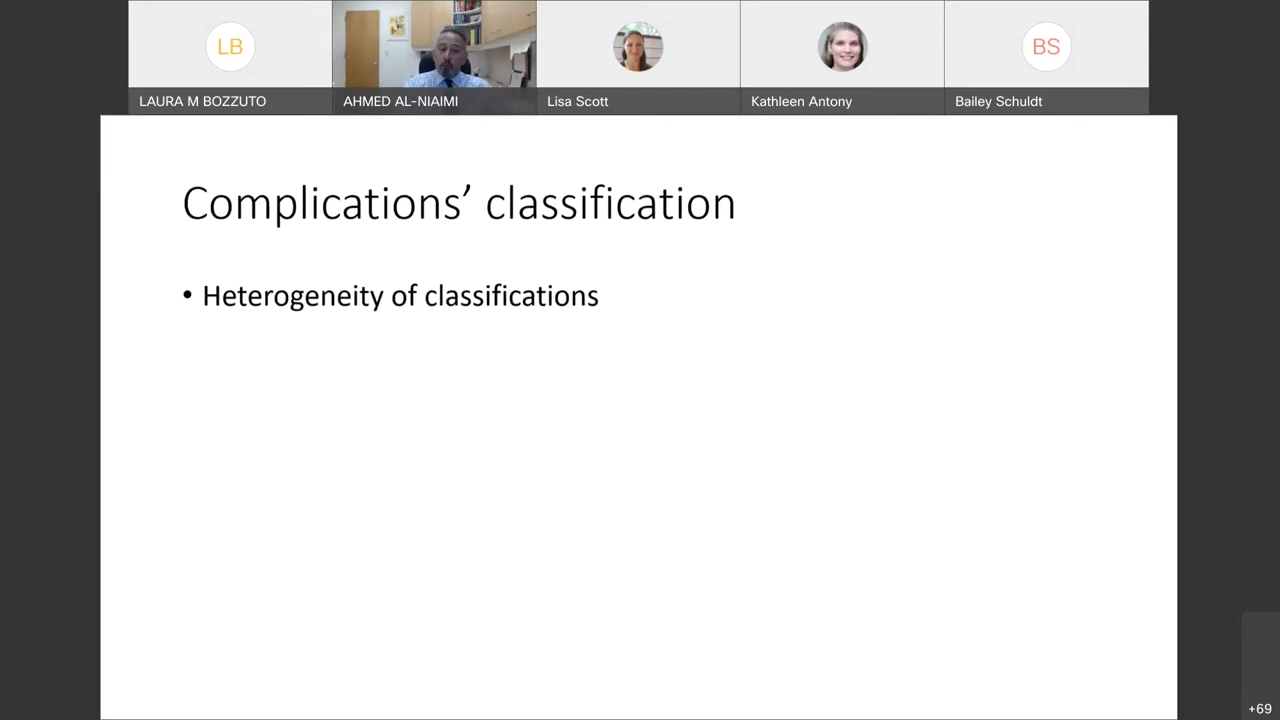 LB
BS
LAURA M BOZZUTO
AHMED AL-NIAIMI
Lisa Scott
Kathleen Antony
Bailey Schuldt
Complications’ classification
• Heterogeneity of classifications
+69